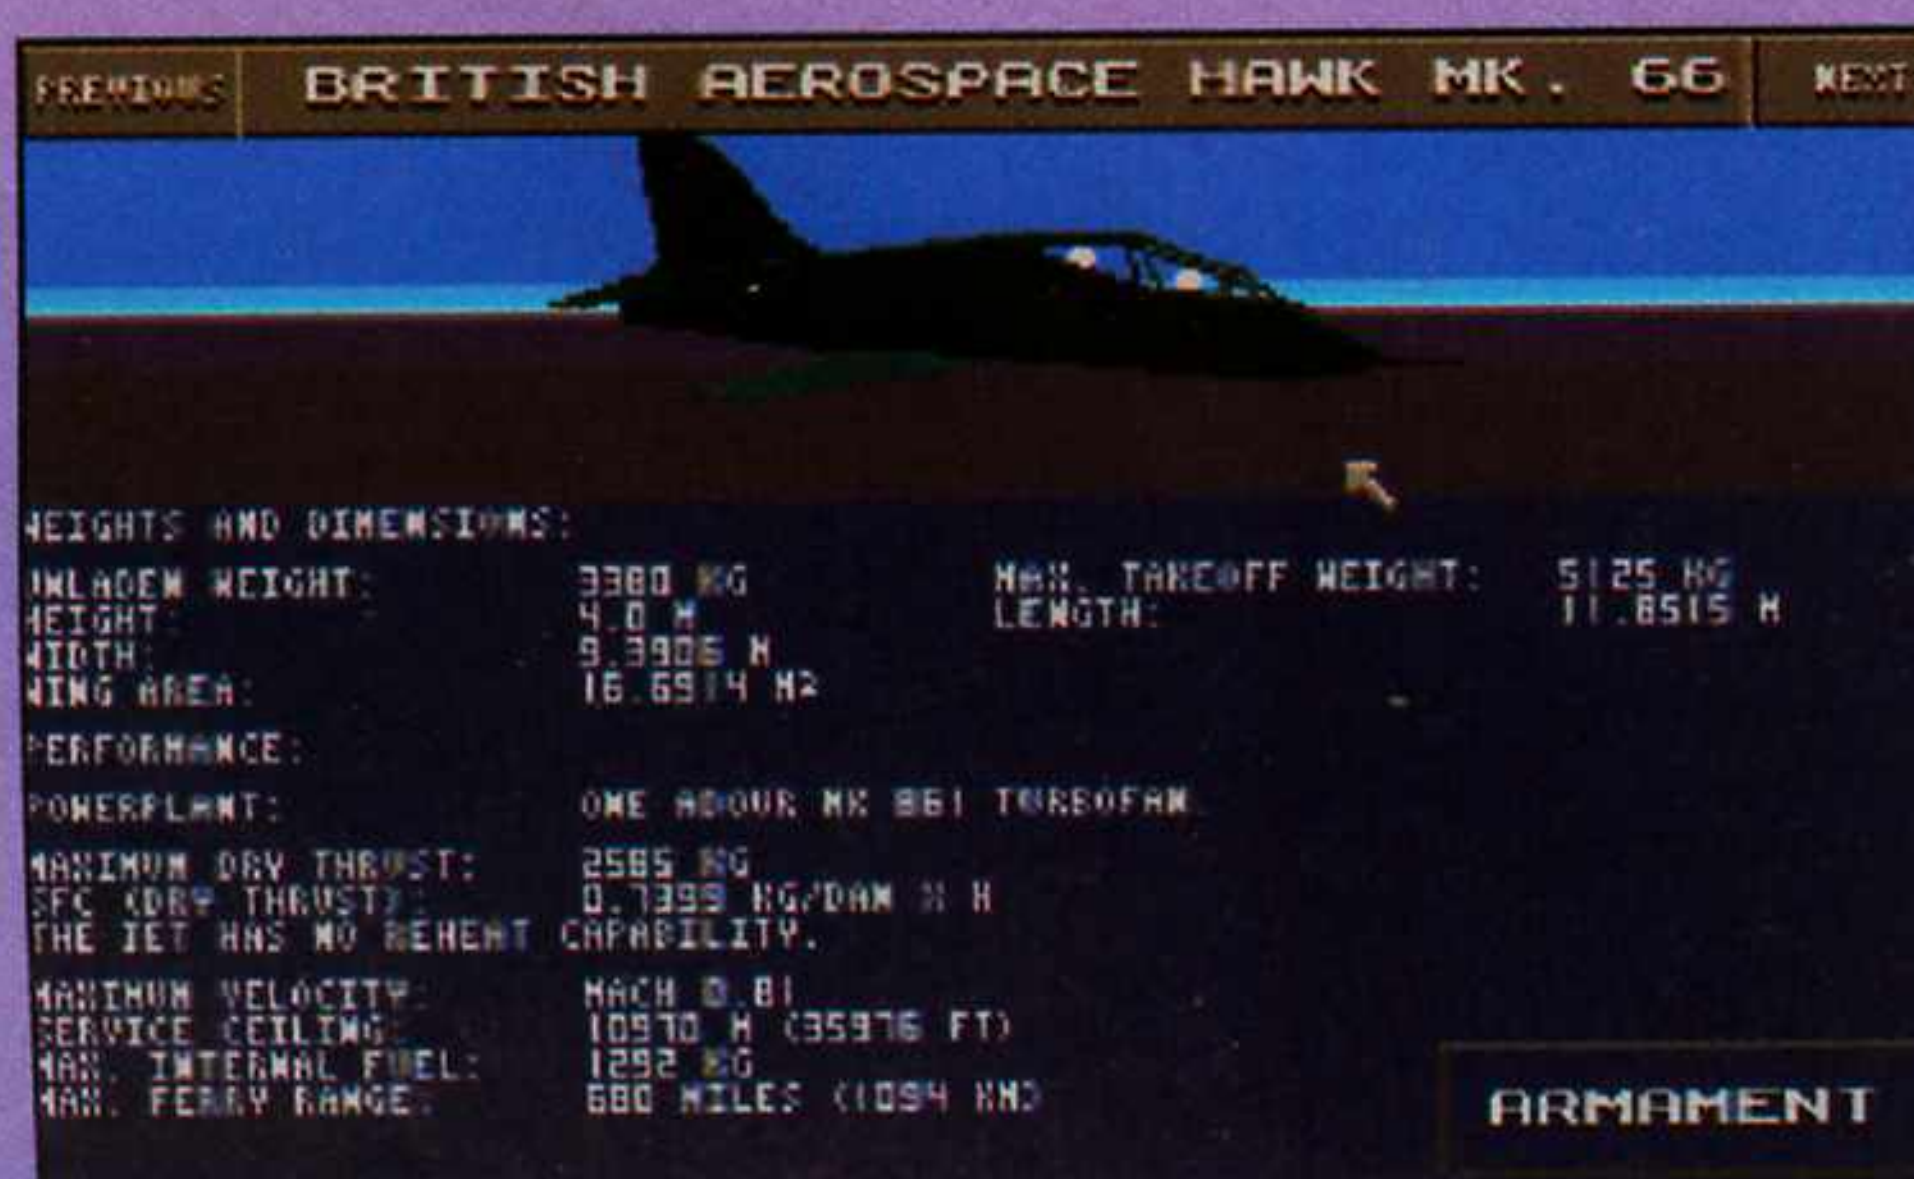 PREVIOUS BRITISH AEROSPACE HAWK MK. 66 NEXT
WEIGHTS AND DIMENSIONS:
UNLADEN WEIGHT: 3380 KG MAX. TAKEOFF WEIGHT: 5125 KG
HEIGHT: 4.0 M LENGTH: 11.8515 M
WIDTH: 9.3906 M
WING AREA: 16.6914 M2
PERFORMANCE:
POWERPLANT: ONE ADOUR MK 861 TURBOFAN.
MAXIMUM DRY THRUST: 2585 KG
SFC (DRY THRUST): 0.7399 KG/DAN X H
THE JET HAS NO REHEAT CAPABILITY.
MAXIMUM VELOCITY: MACH 0.81
SERVICE CEILING: 10970 M (35976 FT)
MAX. INTERNAL FUEL: 1292 KG
MAX. FERRY RANGE: 680 MILES (1094 KM)
ARMAMENT